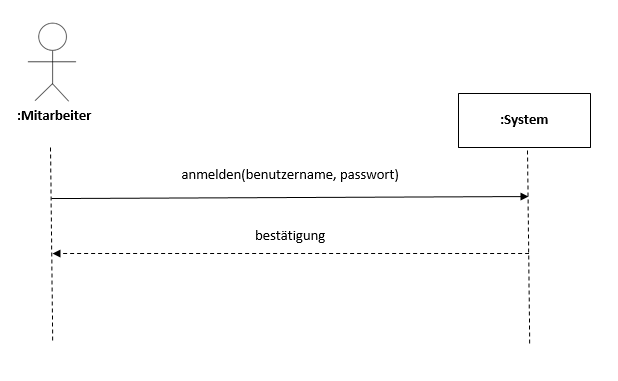 :Mitarbeiter
:System
anmelden(benutzername, passwort)
bestätigung